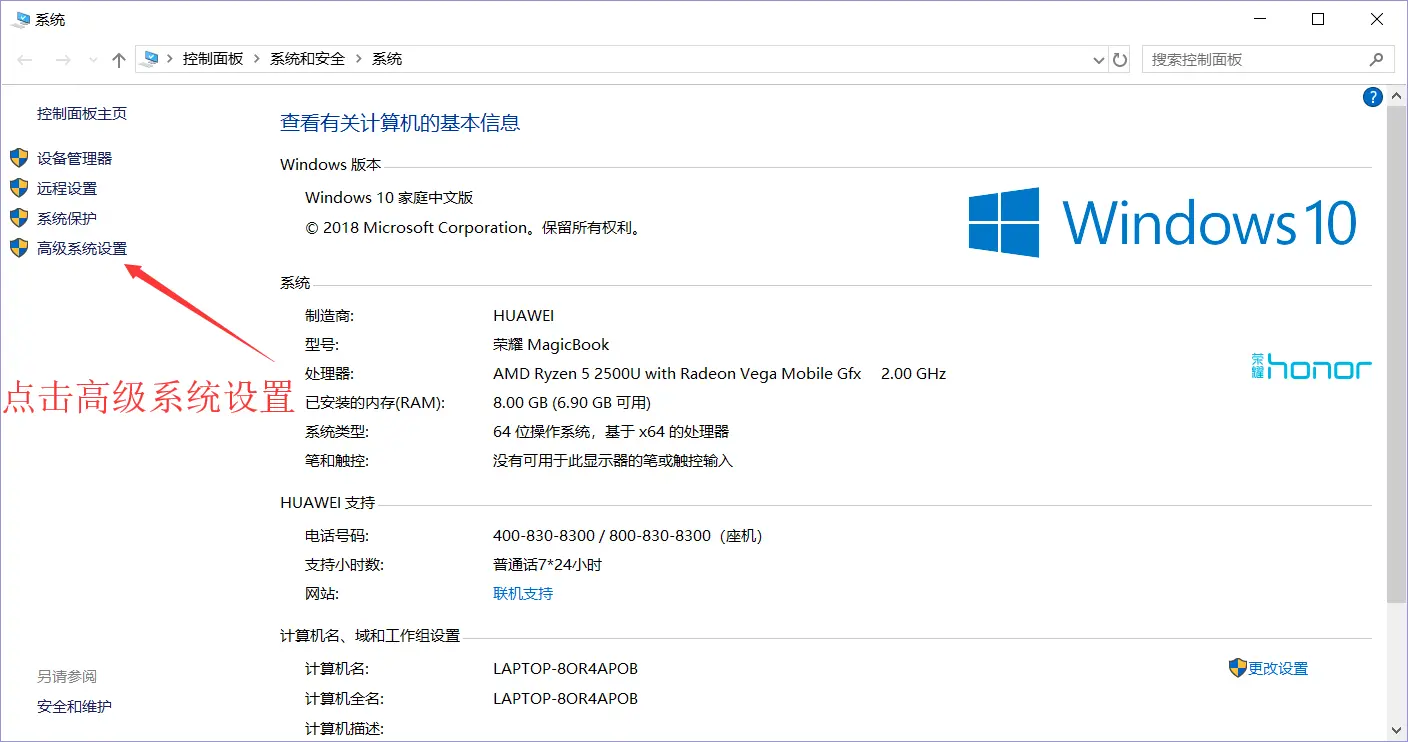 系统
控制面板 > 系统和安全 > 系统
搜索控制面板
?
控制面板主页
设备管理器
远程设置
系统保护
高级系统设置
点击高级系统设置
另请参阅
安全和维护
查看有关计算机的基本信息
Windows 版本
Windows 10 家庭中文版
© 2018 Microsoft Corporation。保留所有权利。
Windows 10
系统
制造商: HUAWEI
型号: 荣耀 MagicBook
处理器: AMD Ryzen 5 2500U with Radeon Vega Mobile Gfx 2.00 GHz
已安装的内存(RAM): 8.00 GB (6.90 GB 可用)
系统类型: 64 位操作系统, 基于 x64 的处理器
笔和触控: 没有可用于此显示器的笔或触控输入
荣耀 honor
HUAWEI 支持
电话号码: 400-830-8300 / 800-830-8300（座机）
支持小时数: 普通话7*24小时
网站: 联机支持
计算机名、域和工作组设置
计算机名: LAPTOP-8OR4APOB
更改设置
计算机全名: LAPTOP-8OR4APOB
计算机描述: